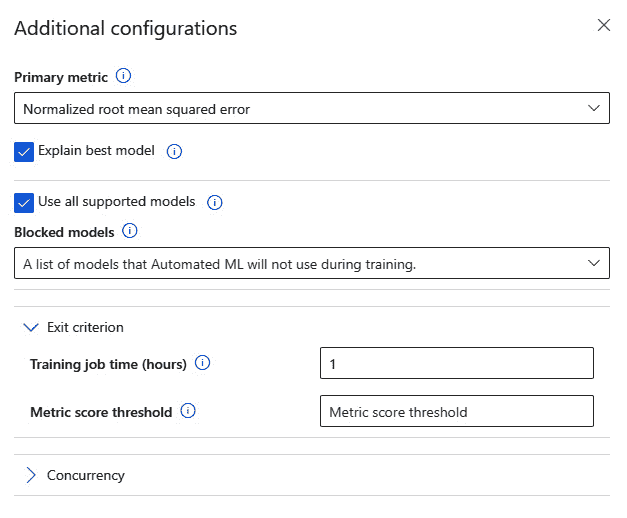 Additional configurations
Primary metric
Normalized root mean squared error
Explain best model
Use all supported models
Blocked models
A list of models that Automated ML will not use during training.
Exit criterion
Training job time (hours) 1
Metric score threshold Metric score threshold
Concurrency